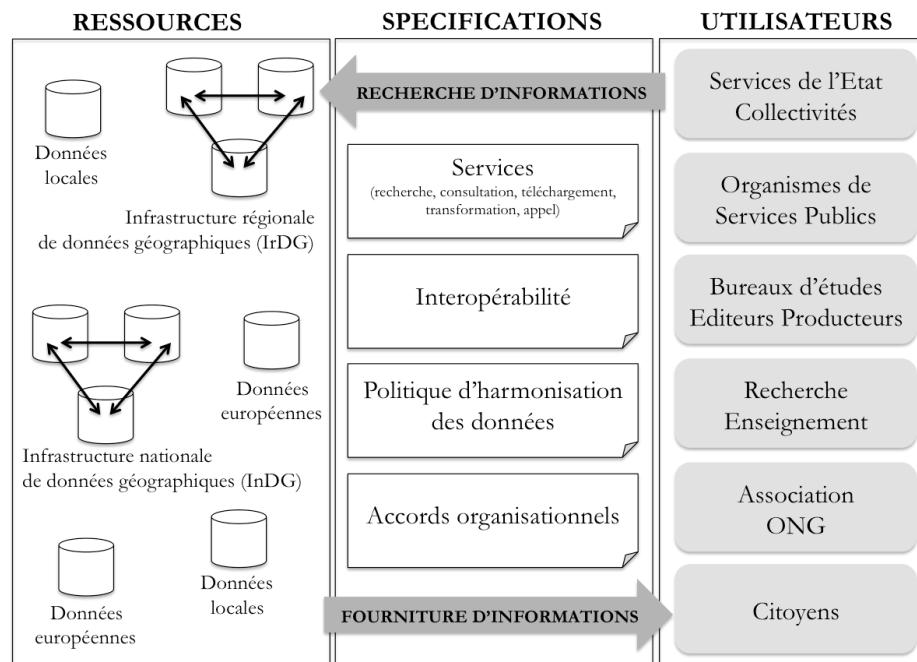 RESSOURCES
SPECIFICATIONS
UTILISATEURS
Données
locales
Infrastructure régionale
de données géographiques (IrDG)
Données
européennes
Infrastructure nationale
de données géographiques (InDG)
Données
européennes
Données
locales
RECHERCHE D'INFORMATIONS
Services
(recherche, consultation, téléchargement,
transformation, appel)
Interopérabilité
Politique d'harmonisation
des données
Accords organisationnels
FOURNITURE D'INFORMATIONS
Services de l'Etat
Collectivités
Organismes de
Services Publics
Bureaux d'études
Editeurs Producteurs
Recherche
Enseignement
Association
ONG
Citoyens